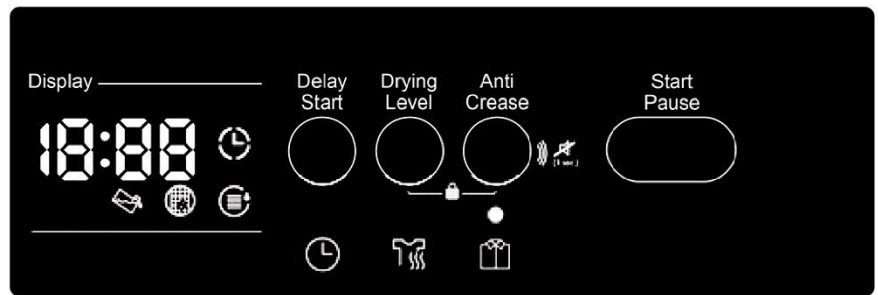 Display
Delay
Start
Drying
Level
Anti
Crease
Start
Pause
18:88